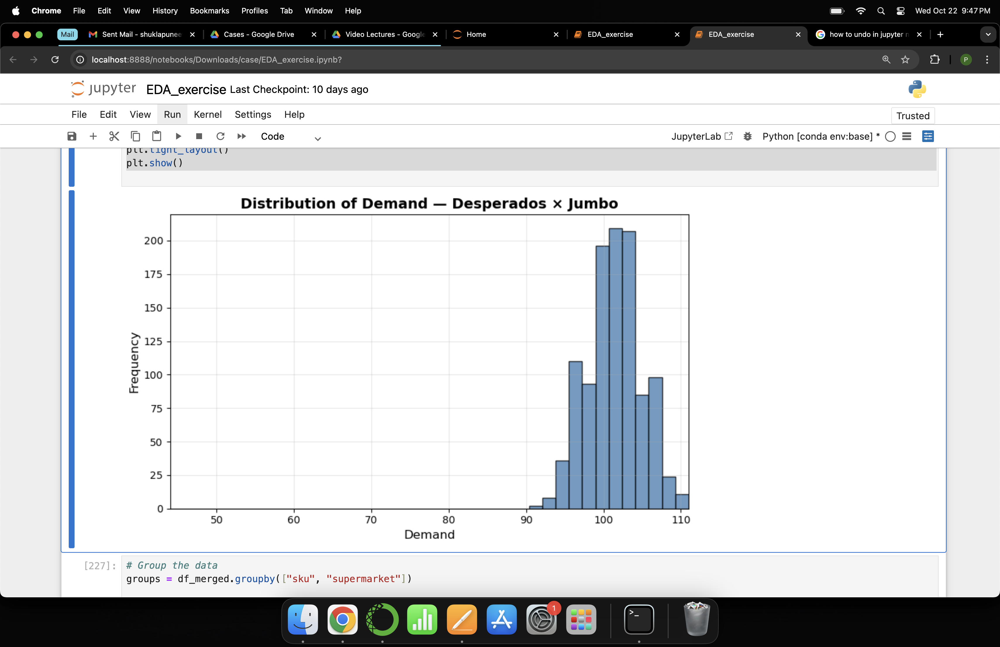 Chrome File Edit View History Bookmarks Profiles Tab Window Help Wed Oct 22 9:47 PM
Mail Sent Mail - shuklapunee Cases - Google Drive Video Lectures - Google Home EDA_exercise EDA_exercise how to undo in jupyter n
localhost:8888/notebooks/Downloads/case/EDA_exercise.ipynb? P
jupyter EDA_exercise Last Checkpoint: 10 days ago
File Edit View Run Kernel Settings Help Trusted
Code JupyterLab Python [conda env:base] *
plt.tight_layout()
plt.show()
Distribution of Demand — Desperados × Jumbo
200
175
150
125
100
75
50
25
0
Frequency
50 60 70 80 90 100 110
Demand
[227]: # Group the data
groups = df_merged.groupby(["sku", "supermarket"])
1
>_